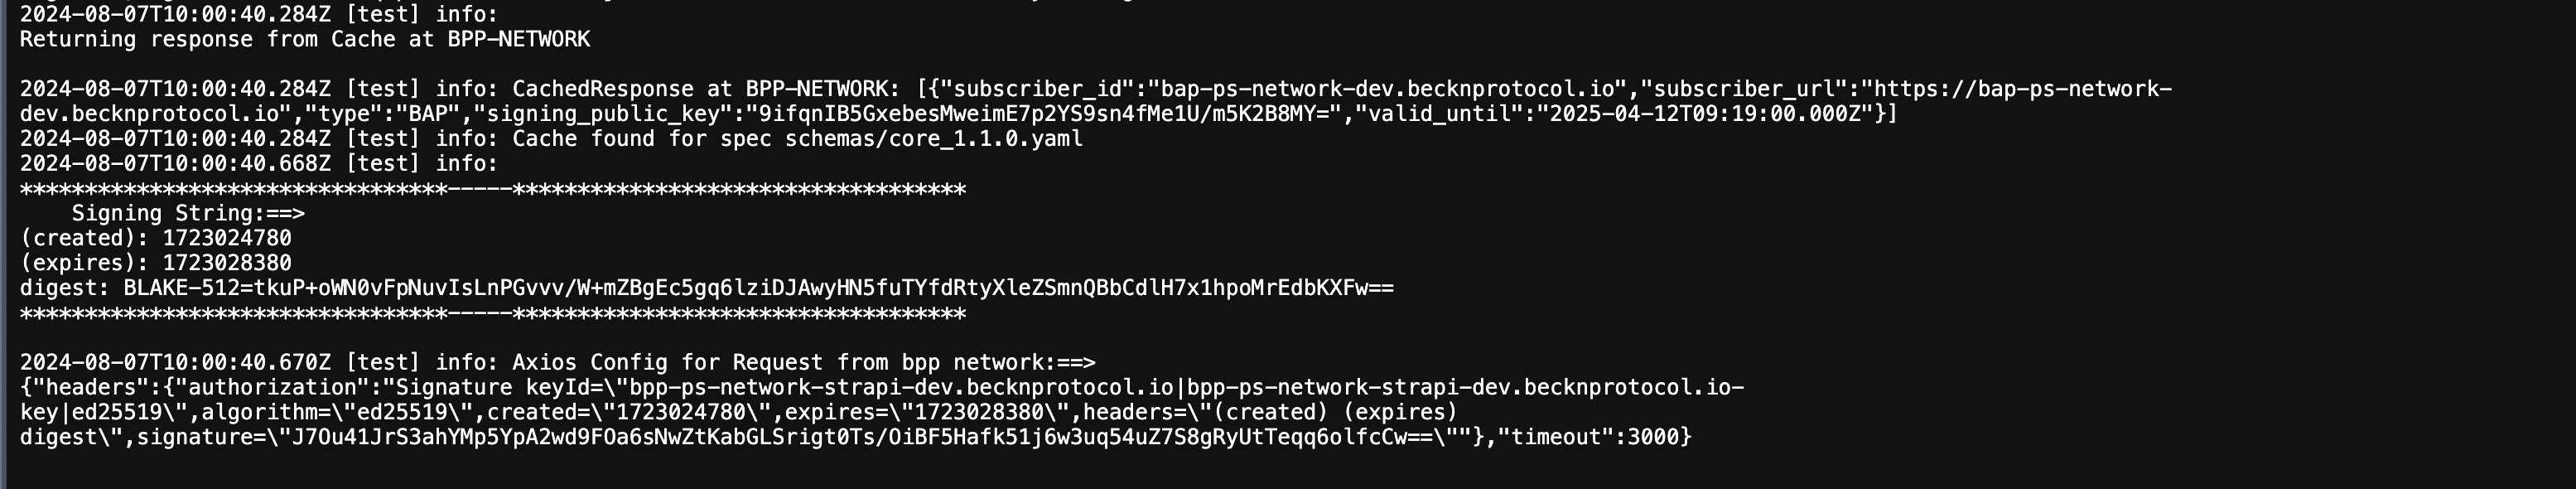 2024-08-07T10:00:40.284Z [test] info:
Returning response from Cache at BPP-NETWORK
2024-08-07T10:00:40.284Z [test] info: CachedResponse at BPP-NETWORK: [{"subscriber_id":"bap-ps-network-dev.becknprotocol.io","subscriber_url":"https://bap-ps-network-
dev.becknprotocol.io","type":"BAP","signing_public_key":"9ifqnIB5GxebesMweimE7p2YS9sn4fMe1U/m5K2B8MY=","valid_until":"2025-04-12T09:19:00.000Z"}]
2024-08-07T10:00:40.284Z [test] info: Cache found for spec schemas/core_1.1.0.yaml
2024-08-07T10:00:40.668Z [test] info:
*********************************-----***********************************
Signing String:==>
(created): 1723024780
(expires): 1723028380
digest: BLAKE-512=tkuP+oWN0vFpNuvIsLnPGvvv/W+mZBgEc5gq6lziDJAwyHN5fuTYfdRtyXleZSmnQBbCdlH7x1hpoMrEdbKXFw==
*********************************-----***********************************
2024-08-07T10:00:40.670Z [test] info: Axios Config for Request from bpp network:==>
{"headers":{"authorization":"Signature keyId=\"bpp-ps-network-strapi-dev.becknprotocol.io|bpp-ps-network-strapi-dev.becknprotocol.io-
key|ed25519\",algorithm=\"ed25519\",created=\"1723024780\",expires=\"1723028380\",headers=\"(created) (expires)
digest\",signature=\"J7Ou41JrS3ahYMp5YpA2wd9FOa6sNwZtKabGLSrigt0Ts/OiBF5Hafk51j6w3uq54uZ7S8gRyUtTeqq6olfcCw==\""},"timeout":3000}